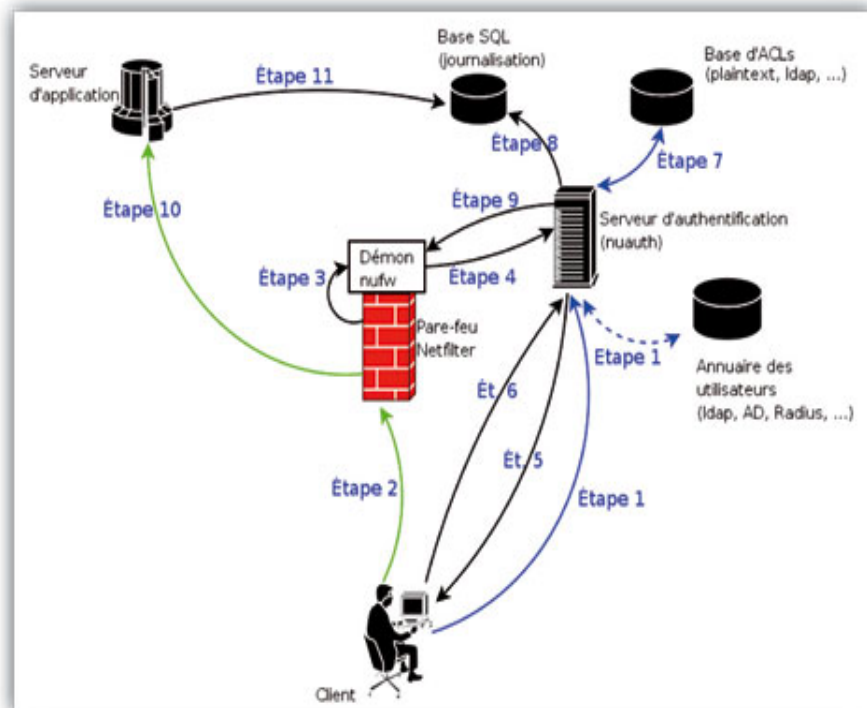 Serveur
d'application
Étape 11
Base SQL
(journalisation)
Base d'ACLs
(plaintext, ldap, ...)
Étape 8
Étape 7
Étape 10
Étape 9
Serveur d'authentification
(nuauth)
Démon
nufw
Étape 3
Étape 4
Pare-feu
Netfilter
Etape 1
Annuaire des
utilisateurs
(ldap, AD, Radius, ...)
Ét. 6
Ét. 5
Étape 2
Étape 1
Client